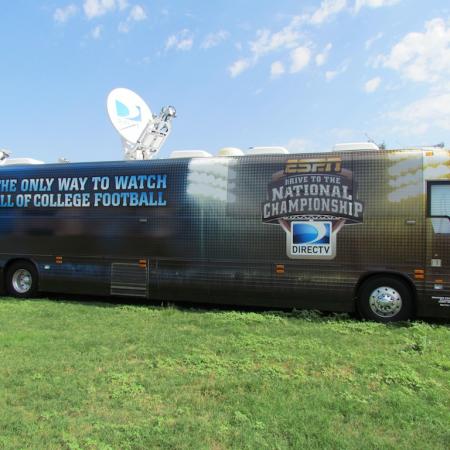 THE ONLY WAY TO WATCH
ALL OF COLLEGE FOOTBALL
ESPN
DRIVE TO THE
NATIONAL
CHAMPIONSHIP
DIRECTV